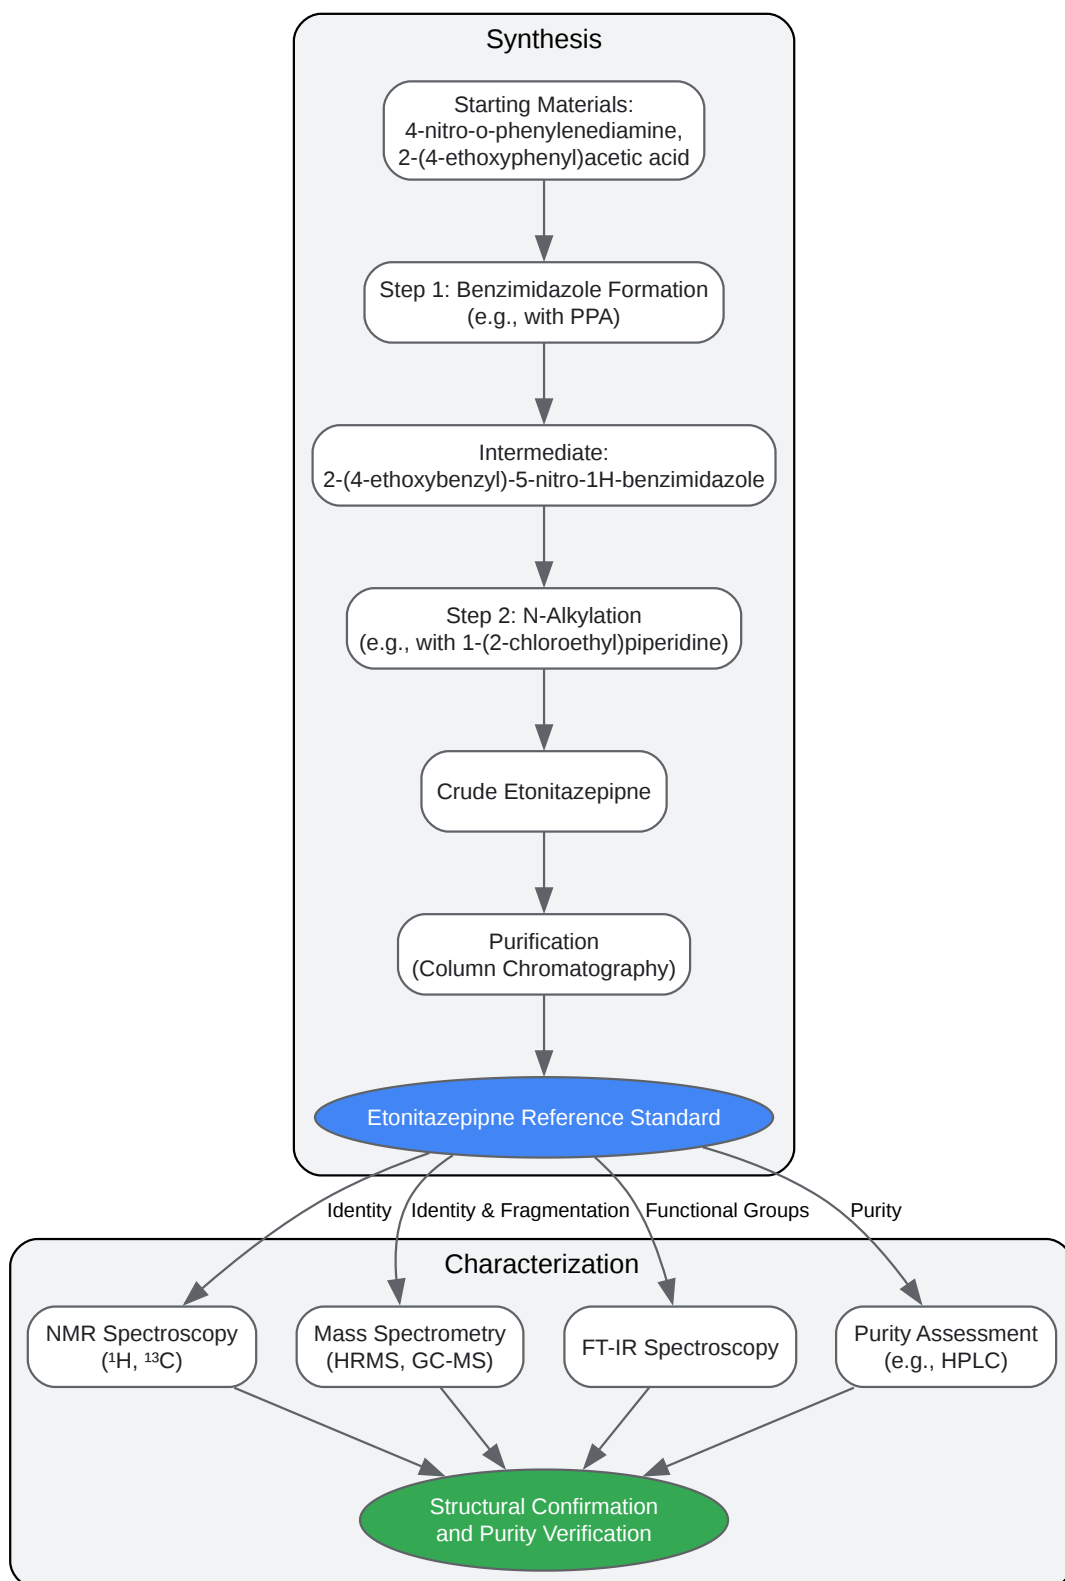 Synthesis
Starting Materials:
4-nitro-o-phenylenediamine,
2-(4-ethoxyphenyl)acetic acid
Step 1: Benzimidazole Formation
(e.g., with PPA)
Intermediate:
2-(4-ethoxybenzyl)-5-nitro-1H-benzimidazole
Step 2: N-Alkylation
(e.g., with 1-(2-chloroethyl)piperidine)
Crude Etonitazepipne
Purification
(Column Chromatography)
Etonitazepipne Reference Standard
Identity
Identity & Fragmentation
Functional Groups
Purity
Characterization
NMR Spectroscopy
(¹H, ¹³C)
Mass Spectrometry
(HRMS, GC-MS)
FT-IR Spectroscopy
Purity Assessment
(e.g., HPLC)
Structural Confirmation
and Purity Verification